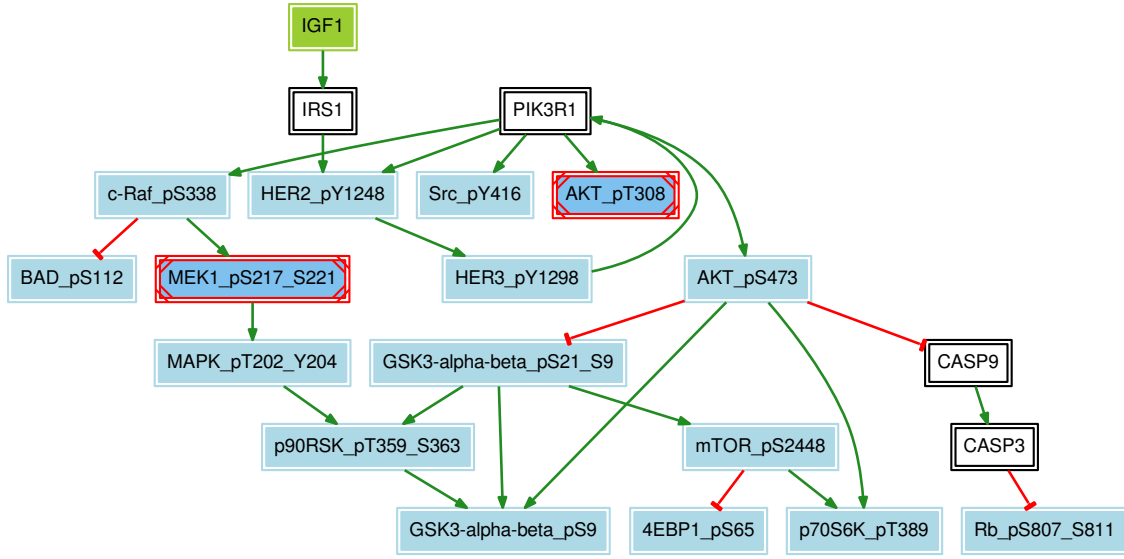 IGF1
IRS1
PIK3R1
c-Raf_pS338
HER2_pY1248
Src_pY416
AKT_pT308
BAD_pS112
MEK1_pS217_S221
HER3_pY1298
AKT_pS473
MAPK_pT202_Y204
GSK3-alpha-beta_pS21_S9
CASP9
p90RSK_pT359_S363
mTOR_pS2448
CASP3
GSK3-alpha-beta_pS9
4EBP1_pS65
p70S6K_pT389
Rb_pS807_S811